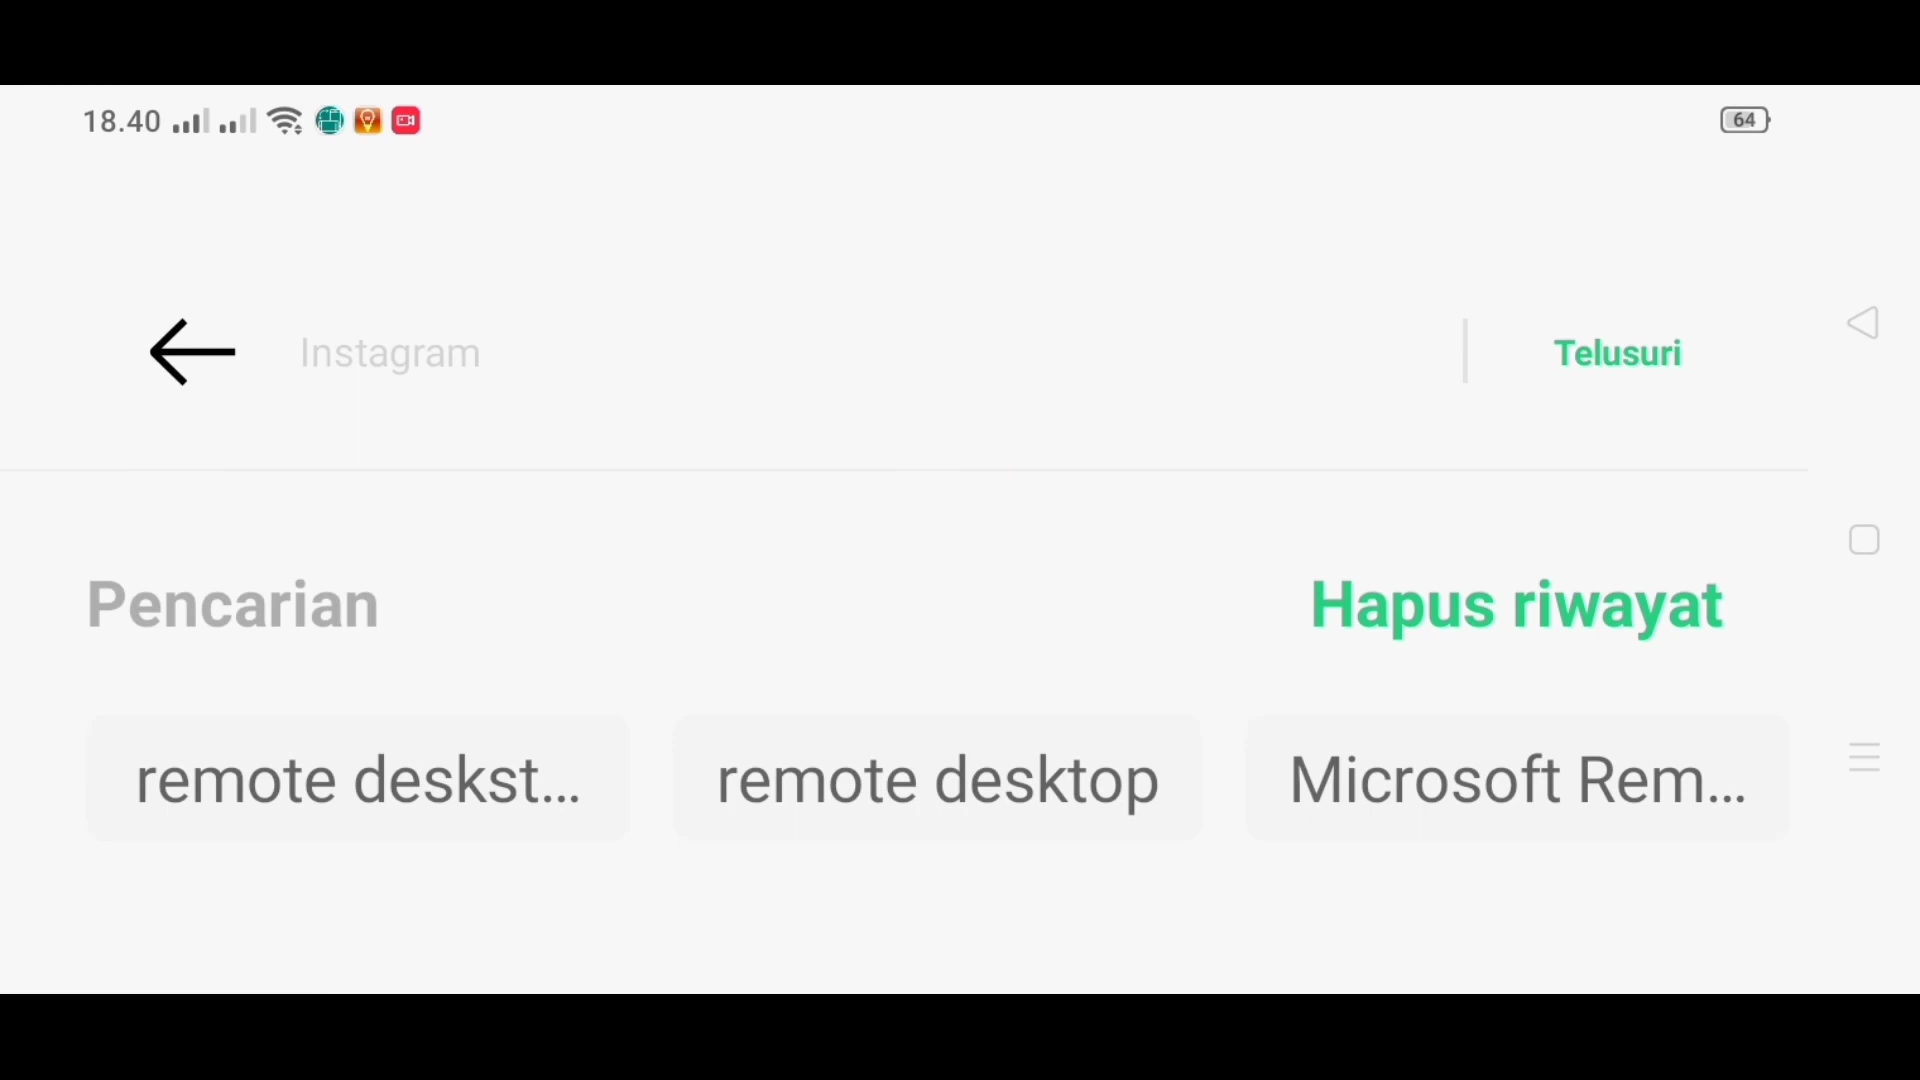 18.40
64
Instagram
Telusuri
Pencarian
Hapus riwayat
remote deskst...
remote desktop
Microsoft Rem...